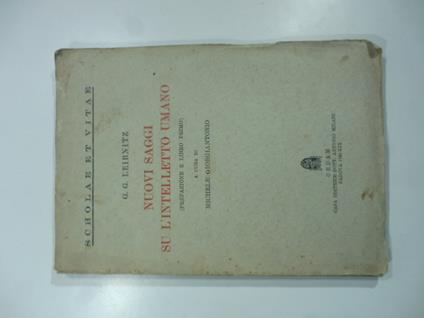 SCHOLAE ET VITAE
G. G. LEIBNITZ
NUOVI SAGGI
SU L'INTELLETTO UMANO
(PREFAZIONE E LIBRO PRIMO)
A CURA DI
MICHELE GIORGIANTONIO
CEDAM
CASA EDITRICE DOTT. ANTONIO MILANI
PADOVA